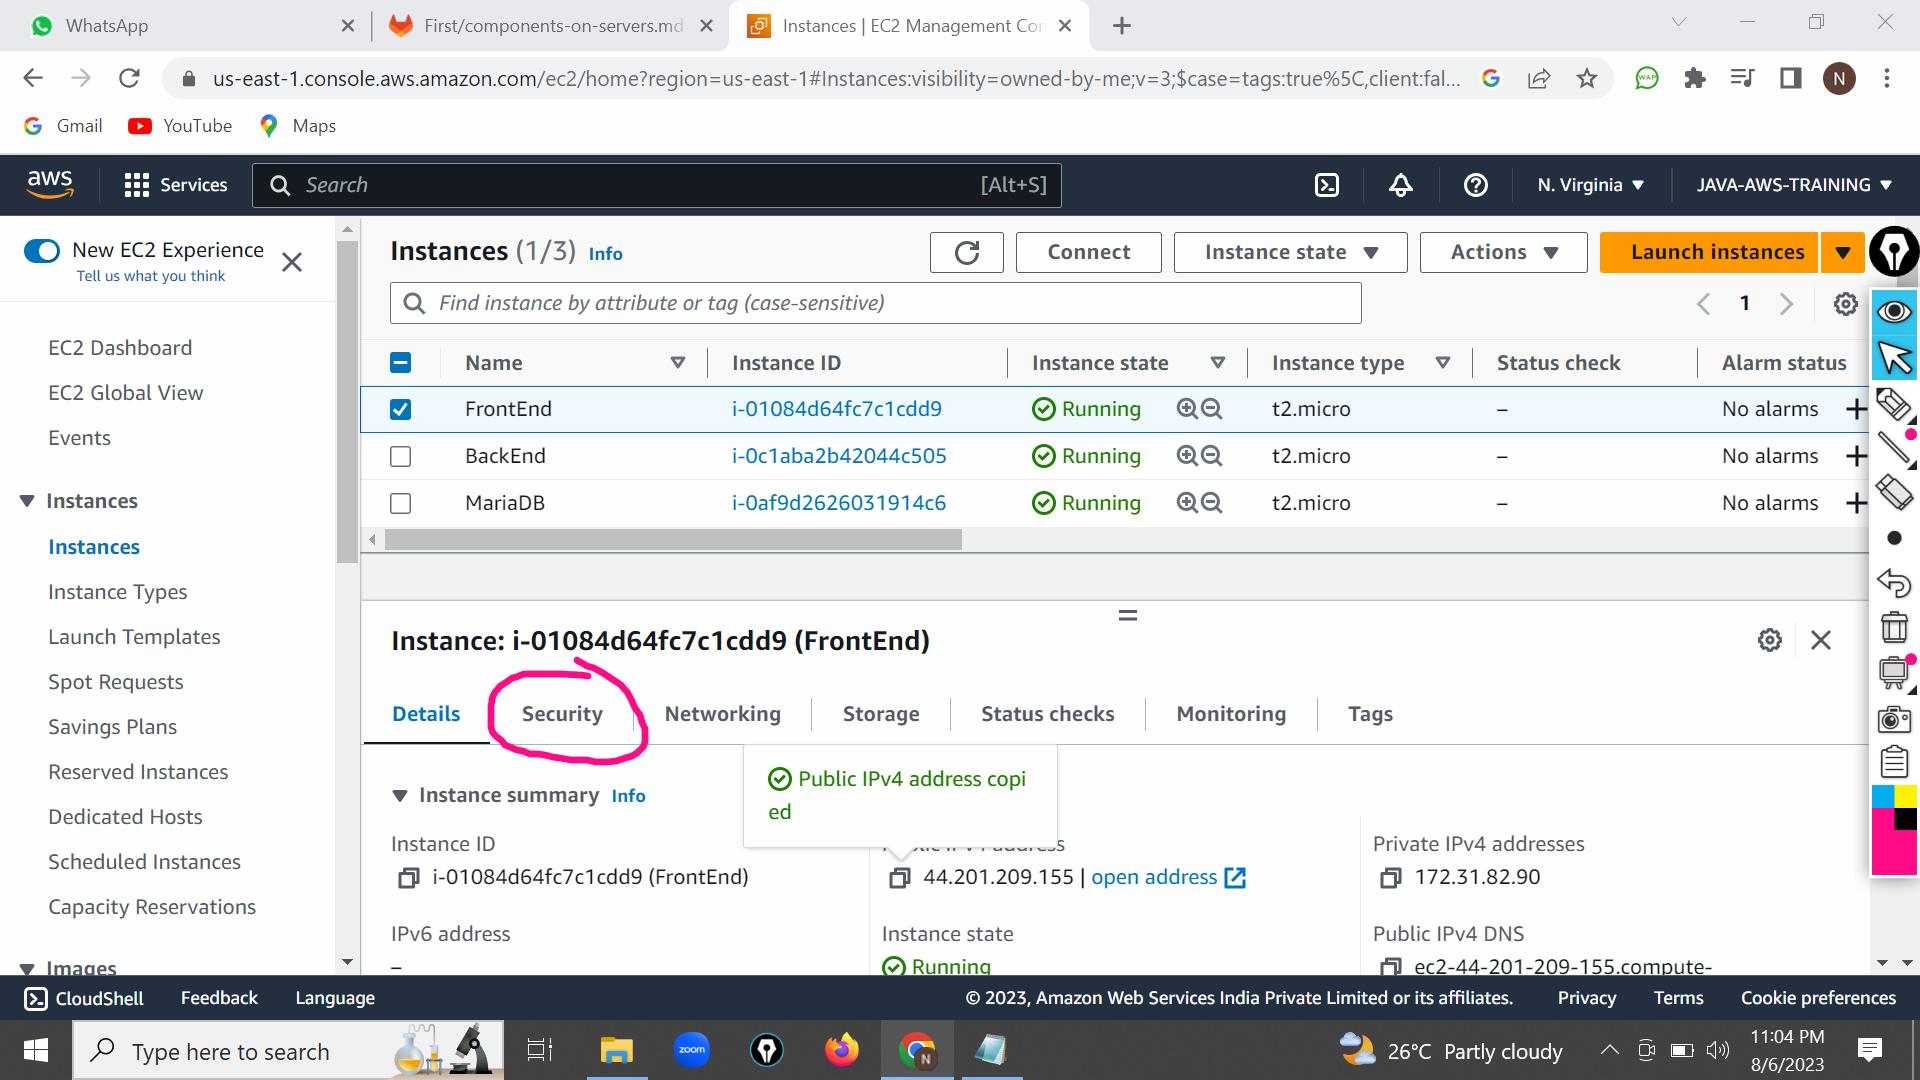 WhatsApp
First/components-on-servers.md
Instances | EC2 Management Con
us-east-1.console.aws.amazon.com/ec2/home?region=us-east-1#Instances:visibility=owned-by-me;v=3;$case=tags:true%5C,client:fal...
WAP
N
Gmail
YouTube
Maps
aws
Services
Search
[Alt+S]
N. Virginia
JAVA-AWS-TRAINING
New EC2 Experience
Tell us what you think
EC2 Dashboard
EC2 Global View
Events
Instances
Instances
Instance Types
Launch Templates
Spot Requests
Savings Plans
Reserved Instances
Dedicated Hosts
Scheduled Instances
Capacity Reservations
Images
Instances (1/3) Info
Connect
Instance state
Actions
Launch instances
Find instance by attribute or tag (case-sensitive)
1
Name Instance ID Instance state Instance type Status check Alarm status
FrontEnd i-01084d64fc7c1cdd9 Running t2.micro – No alarms
BackEnd i-0c1aba2b42044c505 Running t2.micro – No alarms
MariaDB i-0af9d2626031914c6 Running t2.micro – No alarms
Instance: i-01084d64fc7c1cdd9 (FrontEnd)
Details Security Networking Storage Status checks Monitoring Tags
Public IPv4 address copi
ed
Instance summary Info
Instance ID
i-01084d64fc7c1cdd9 (FrontEnd)
Public IPv4 address
44.201.209.155 | open address
Private IPv4 addresses
172.31.82.90
IPv6 address
–
Instance state
Running
Public IPv4 DNS
ec2-44-201-209-155.compute-
CloudShell
Feedback
Language
© 2023, Amazon Web Services India Private Limited or its affiliates.
Privacy
Terms
Cookie preferences
Type here to search
zoom
N
26°C Partly cloudy
11:04 PM
8/6/2023